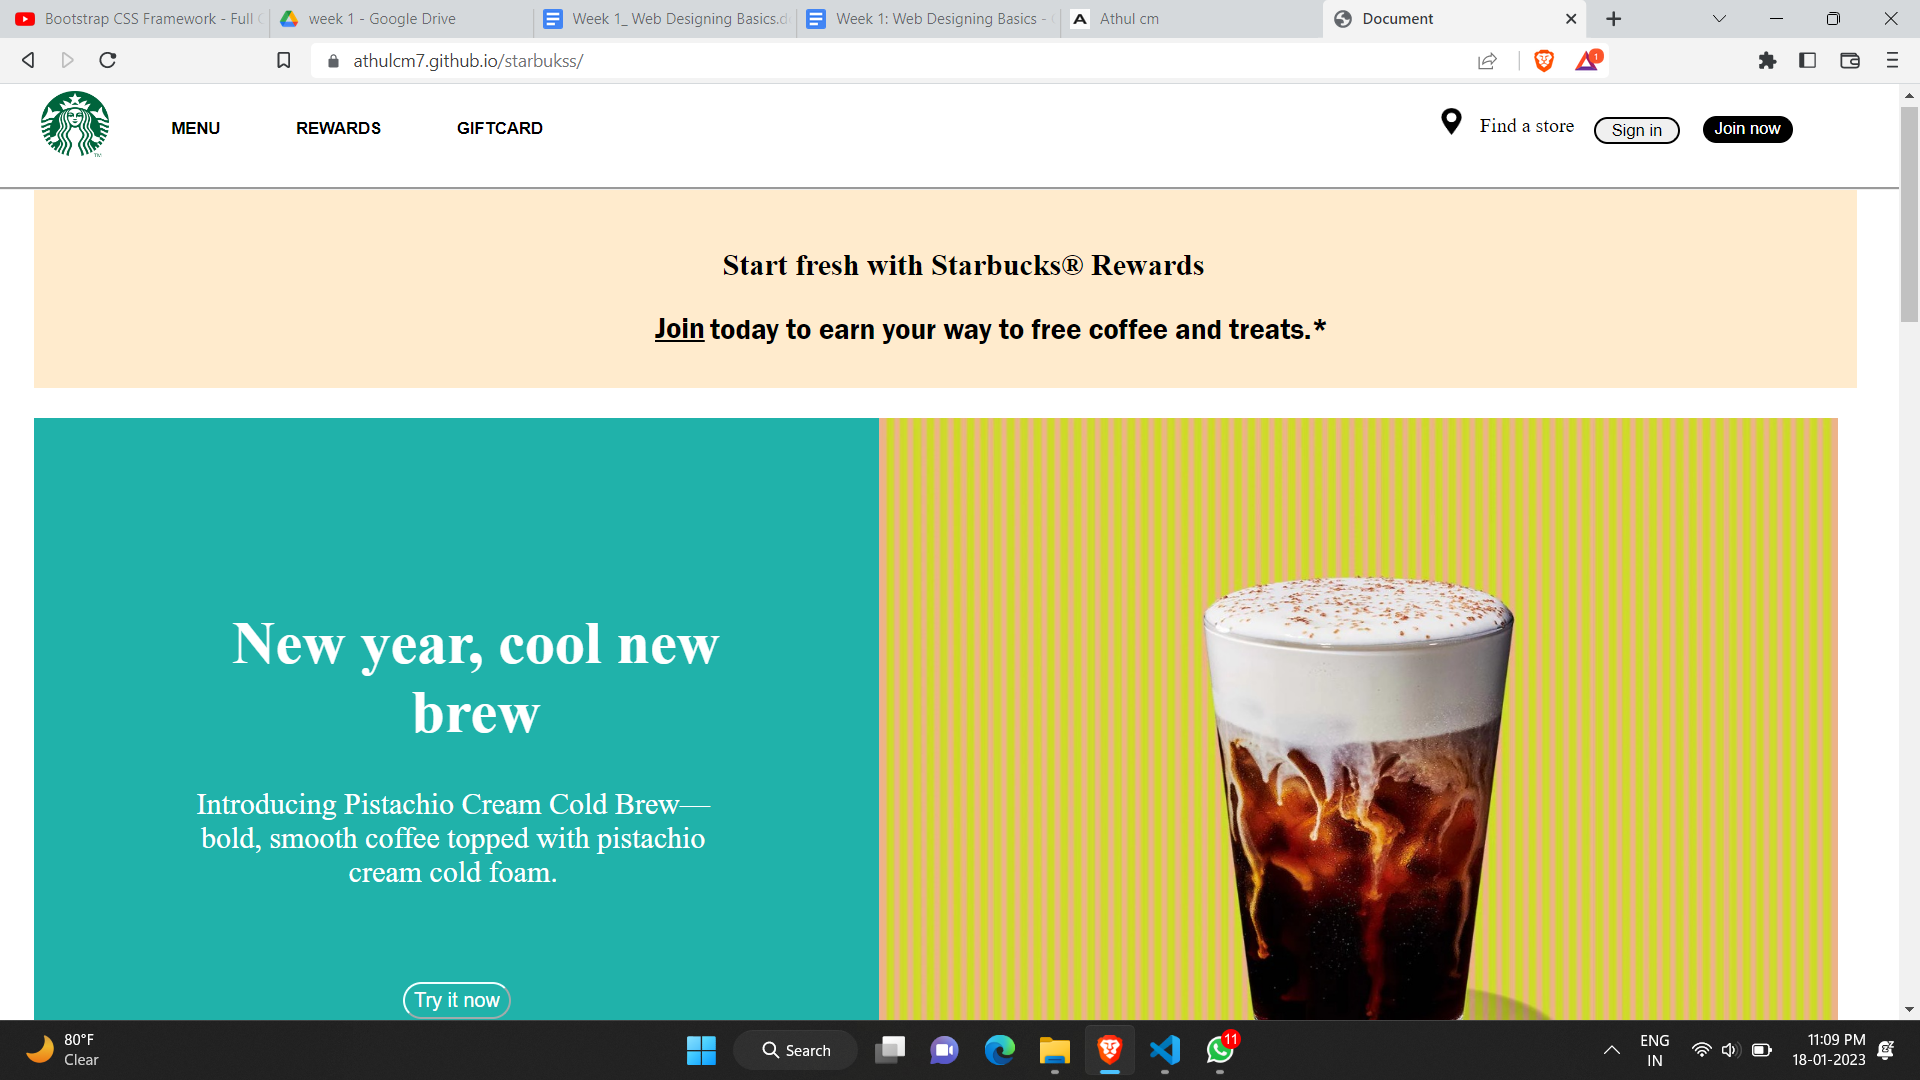 Bootstrap CSS Framework - Full
week 1 - Google Drive
Week 1_ Web Designing Basics.d
Week 1: Web Designing Basics -
A Athul cm
Document
athulcm7.github.io/starbukss/
1
MENU
REWARDS
GIFTCARD
Find a store
Sign in
Join now
TM
Start fresh with Starbucks® Rewards
Join today to earn your way to free coffee and treats.*
New year, cool new
brew
Introducing Pistachio Cream Cold Brew—
bold, smooth coffee topped with pistachio
cream cold foam.
Try it now
80°F
Clear
Search
11
ENG
IN
11:09 PM
18-01-2023